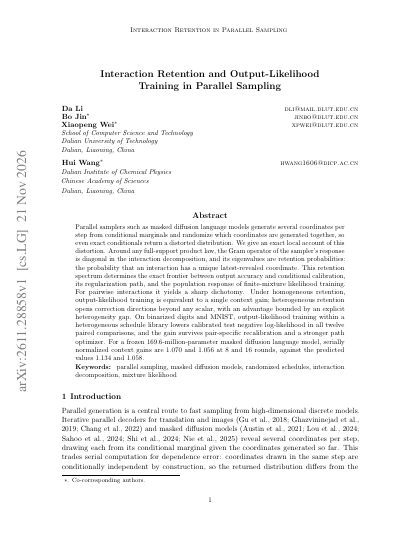 Interaction Retention in Parallel Sampling
Interaction Retention and Output-Likelihood
Training in Parallel Sampling
Da Li dli@mail.dlut.edu.cn
Bo Jin* jinbo@dlut.edu.cn
Xiaopeng Wei* xpwei@dlut.edu.cn
School of Computer Science and Technology
Dalian University of Technology
Dalian, Liaoning, China
Hui Wang* hwang1606@dicp.ac.cn
Dalian Institute of Chemical Physics
Chinese Academy of Sciences
Dalian, Liaoning, China
Abstract
Parallel samplers such as masked diffusion language models generate several coordinates per
step from conditional marginals and randomize which coordinates are generated together, so
even exact conditionals return a distorted distribution. We give an exact local account of this
distortion. Around any full-support product law, the Gram operator of the sampler's response
is diagonal in the interaction decomposition, and its eigenvalues are retention probabilities:
the probability that an interaction has a unique latest-revealed coordinate. This retention
spectrum determines the exact frontier between output accuracy and conditional calibration,
its regularization path, and the population response of finite-mixture likelihood training.
For pairwise interactions it yields a sharp dichotomy. Under homogeneous retention,
output-likelihood training is equivalent to a single context gain; heterogeneous retention
opens correction directions beyond any scalar, with an advantage bounded by an explicit
heterogeneity gap. On binarized digits and MNIST, output-likelihood training within a
heterogeneous schedule library lowers calibrated test negative log-likelihood in all twelve
paired comparisons, and the gain survives pair-specific recalibration and a stronger path
optimizer. For a frozen 169.6-million-parameter masked diffusion language model, serially
normalized context gains are 1.070 and 1.056 at 8 and 16 rounds, against the predicted
values 1.134 and 1.058.
Keywords: parallel sampling, masked diffusion models, randomized schedules, interaction
decomposition, mixture likelihood
1 Introduction
Parallel generation is a central route to fast sampling from high-dimensional discrete models.
Iterative parallel decoders for translation and images (Gu et al., 2018; Ghazvininejad et al.,
2019; Chang et al., 2022) and masked diffusion models (Austin et al., 2021; Lou et al., 2024;
Sahoo et al., 2024; Shi et al., 2024; Nie et al., 2025) reveal several coordinates per step,
drawing each from its conditional marginal given the coordinates generated so far. This
trades serial computation for dependence error: coordinates drawn in the same step are
conditionally independent by construction, so the returned distribution differs from the
*. Co-corresponding authors.
1
arXiv:2611.28858v1 [cs.LG] 21 Nov 2026